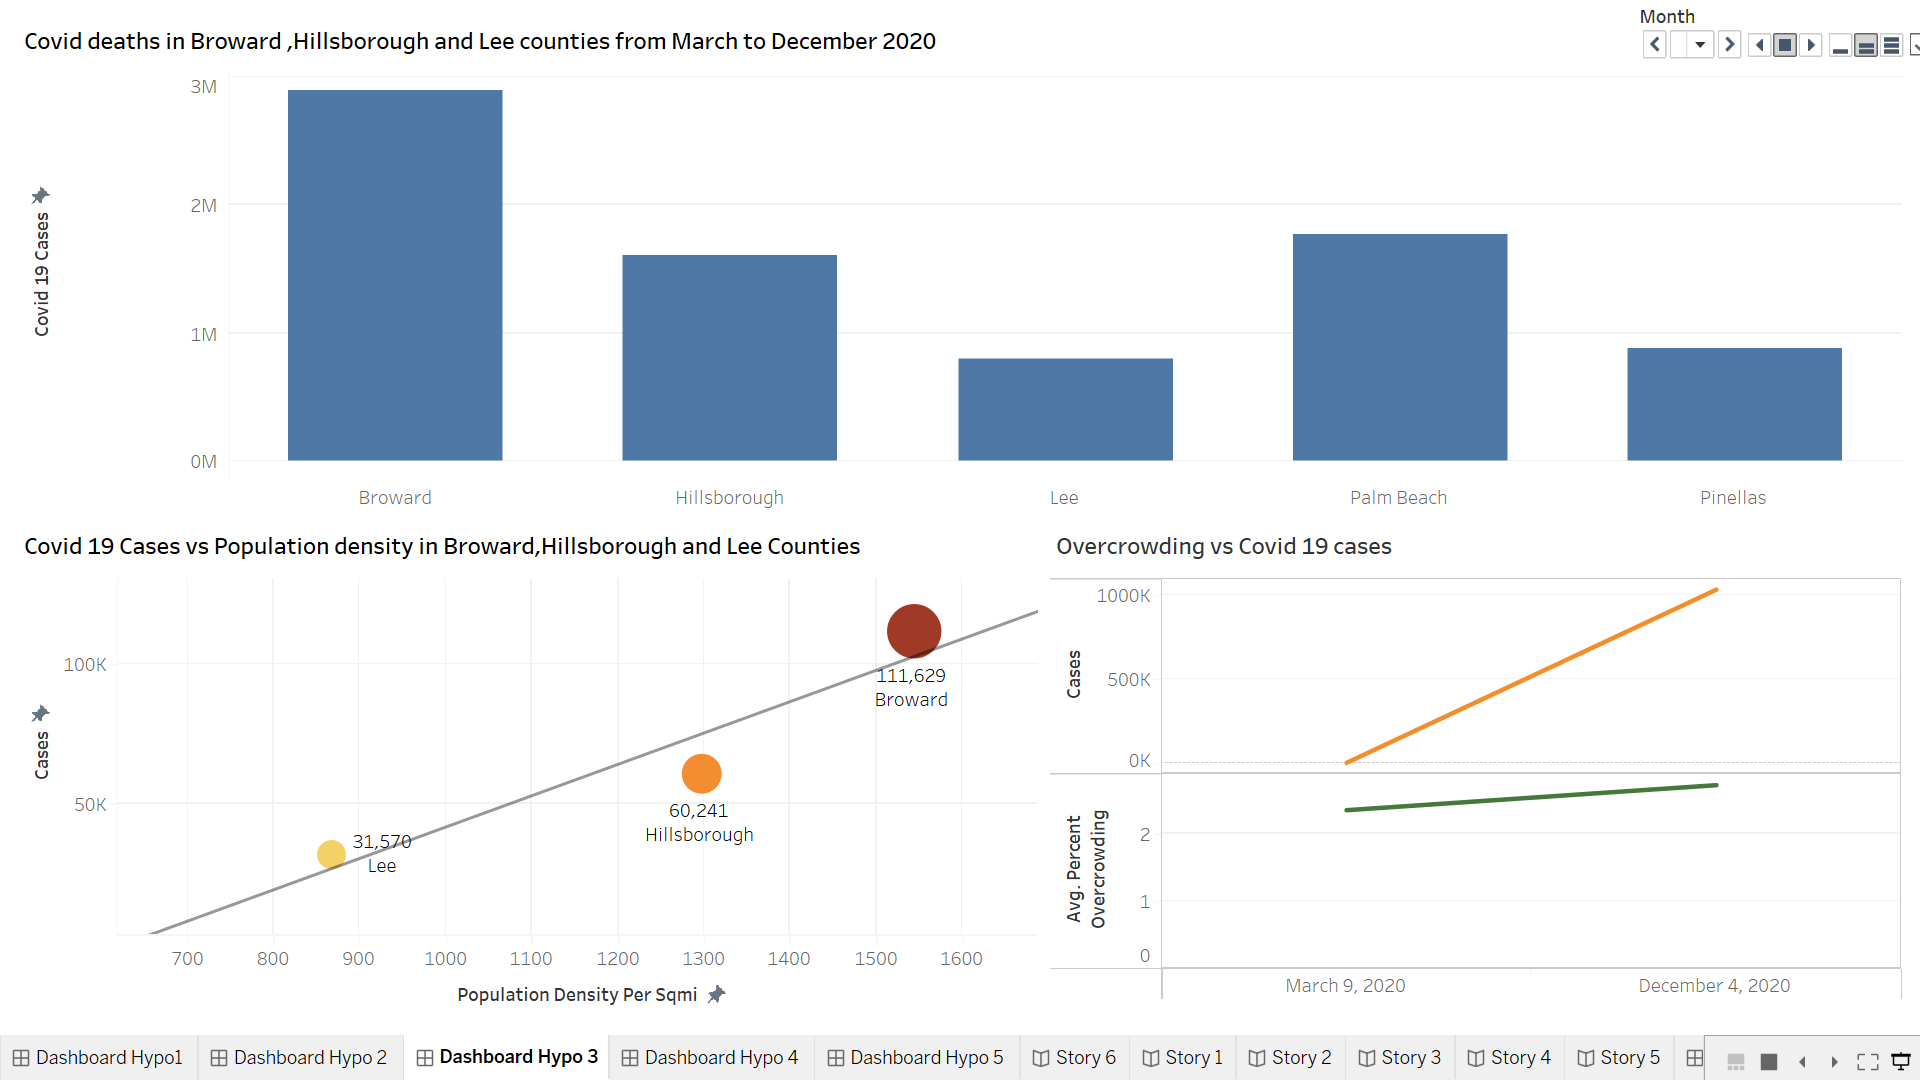 Month
Covid deaths in Broward ,Hillsborough and Lee counties from March to December 2020
Covid 19 Cases
3M
2M
1M
0M
Broward
Hillsborough
Lee
Palm Beach
Pinellas
Covid 19 Cases vs Population density in Broward,Hillsborough and Lee Counties
Cases
100K
50K
111,629
Broward
60,241
Hillsborough
31,570
Lee
700 800 900 1000 1100 1200 1300 1400 1500 1600
Population Density Per Sqmi
Overcrowding vs Covid 19 cases
Cases
1000K
500K
0K
Avg. Percent
Overcrowding
2
1
0
March 9, 2020
December 4, 2020
Dashboard Hypo1
Dashboard Hypo 2
Dashboard Hypo 3
Dashboard Hypo 4
Dashboard Hypo 5
Story 6
Story 1
Story 2
Story 3
Story 4
Story 5